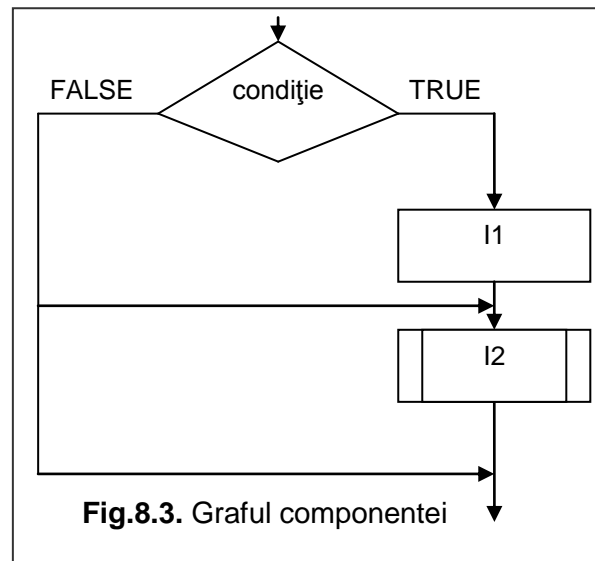 FALSE condiţie TRUE
I1
I2
Fig.8.3. Graful componentei